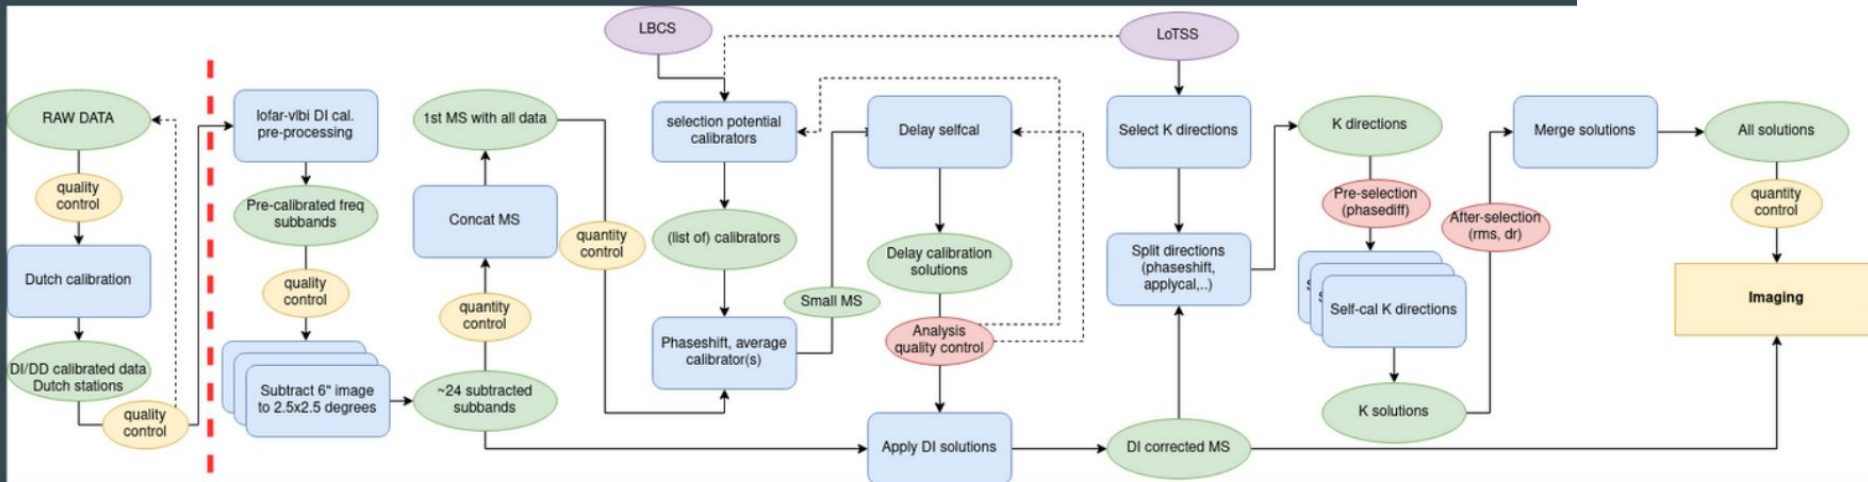 LBCS
LoTSS
RAW DATA
quality
control
Dutch calibration
DI/DD calibrated data
Dutch stations
quality
control
lofar-vlbi DI cal.
pre-processing
Pre-calibrated freq
subbands
quality
control
Subtract 6" image
to 2.5x2.5 degrees
~24 subtracted
subbands
quantity
control
Concat MS
1st MS with all data
quantity
control
selection potential
calibrators
(list of) calibrators
Phaseshift, average
calibrator(s)
Small MS
Delay selfcal
Delay calibration
solutions
Analysis
quality control
Apply DI solutions
DI corrected MS
Select K directions
Split directions
(phaseshift,
applycal,..)
K directions
Pre-selection
(phasediff)
Self-cal K directions
K solutions
After-selection
(rms, dr)
Merge solutions
All solutions
quantity
control
Imaging